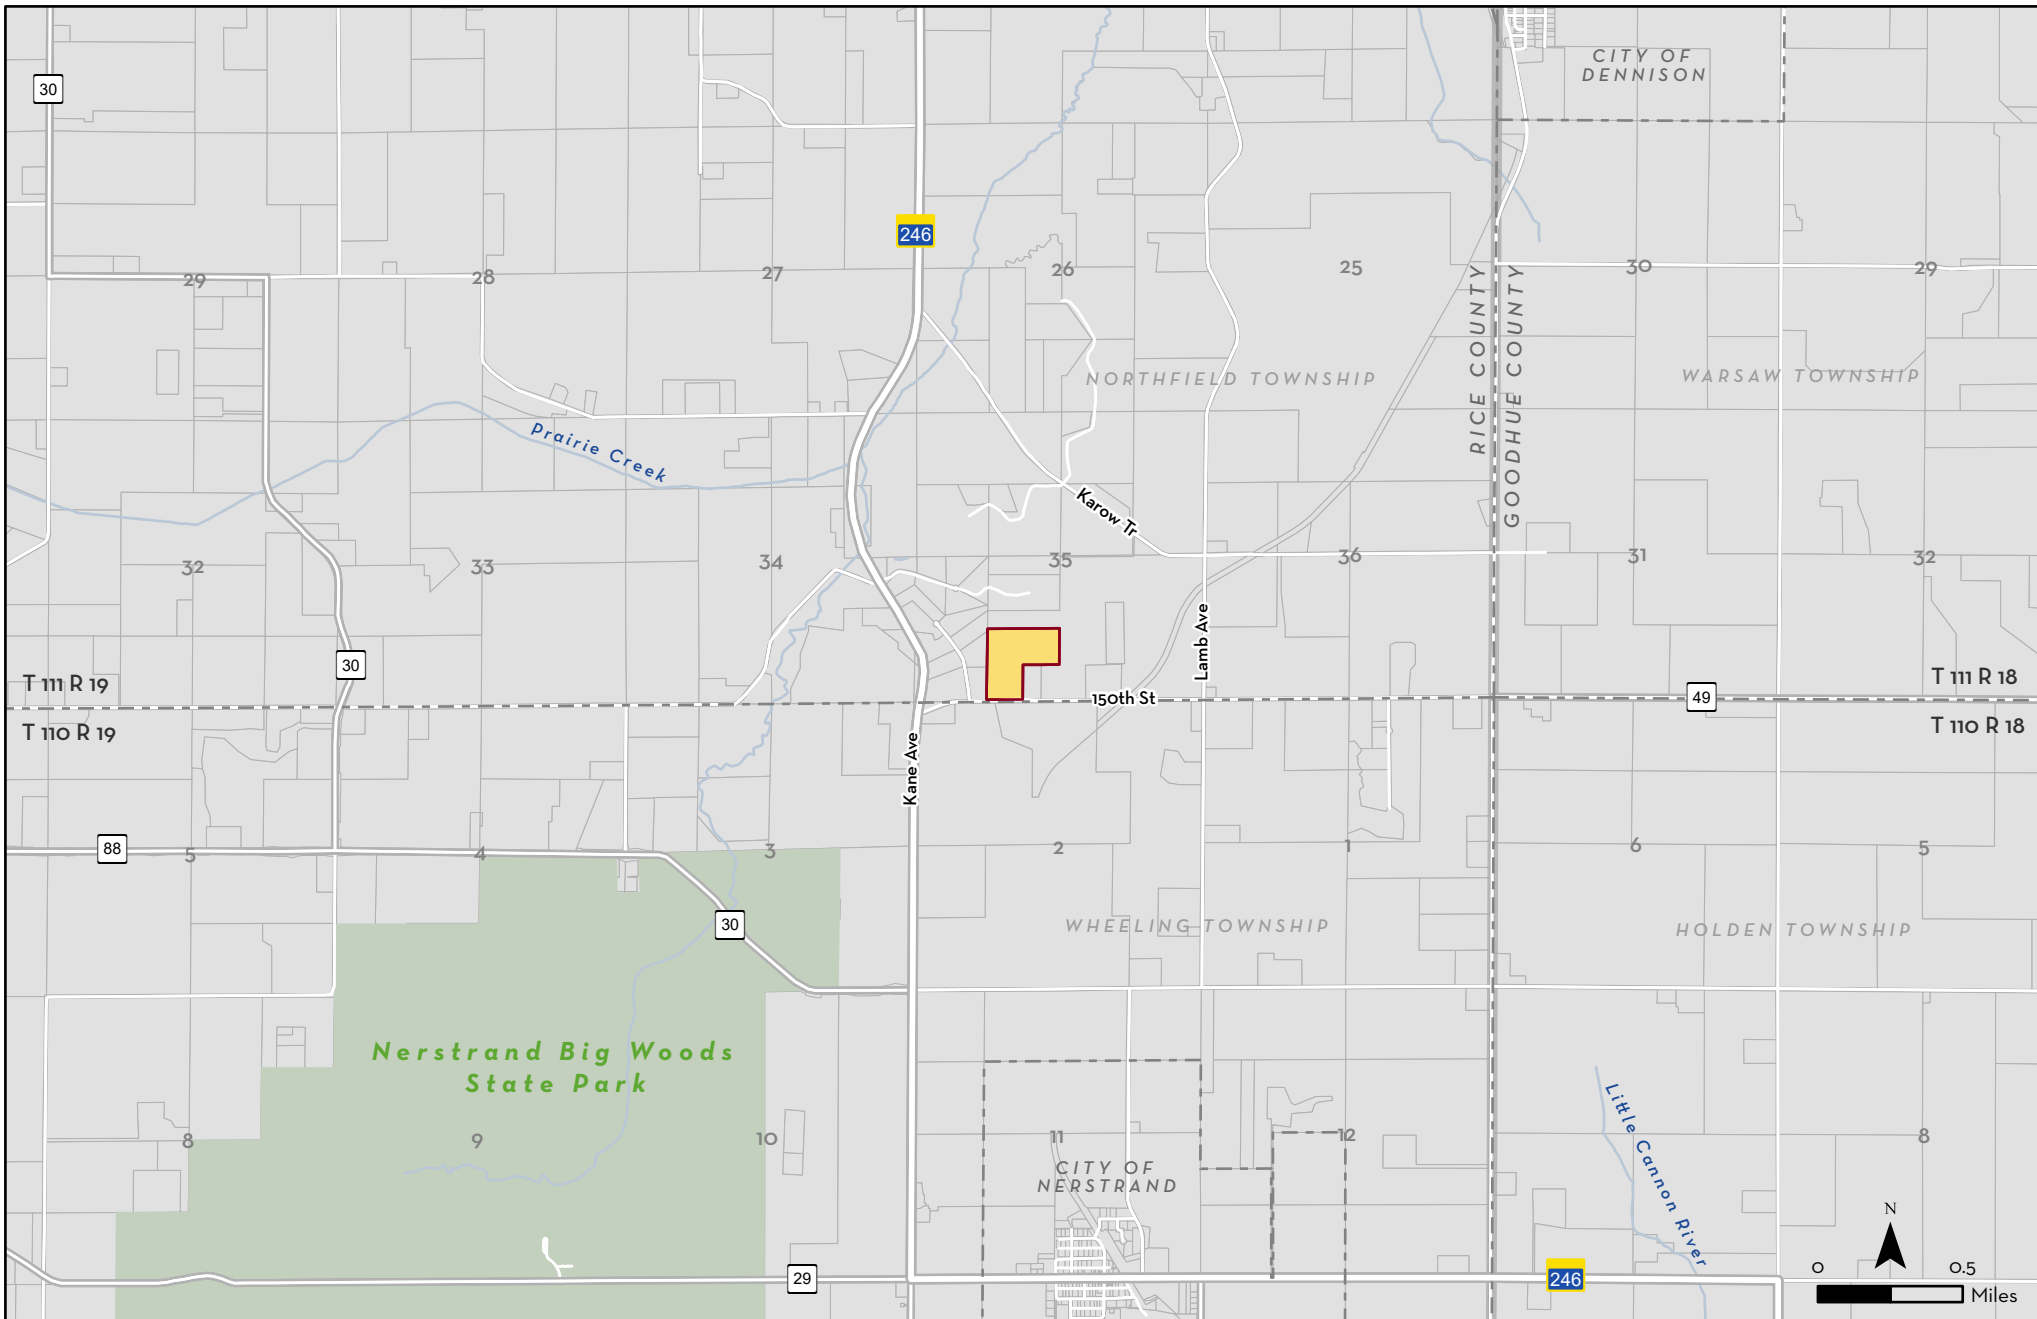 CITY OF
DENNISON
30
246
29
28
27
26
25
30
29
RICE COUNTY
GOODHUE COUNTY
NORTHFIELD TOWNSHIP
WARSAW TOWNSHIP
Prairie Creek
Karow Tr
32
33
34
35
36
31
32
Lamb Ave
30
T 111 R 19
150th St
49
T 111 R 18
T 110 R 19
T 110 R 18
Kane Ave
88
5
4
3
2
1
6
5
30
WHEELING TOWNSHIP
HOLDEN TOWNSHIP
Nerstrand Big Woods
State Park
8
9
10
11
12
8
CITY OF
NERSTRAND
Little Cannon River
N
29
246
0 0.5
Miles